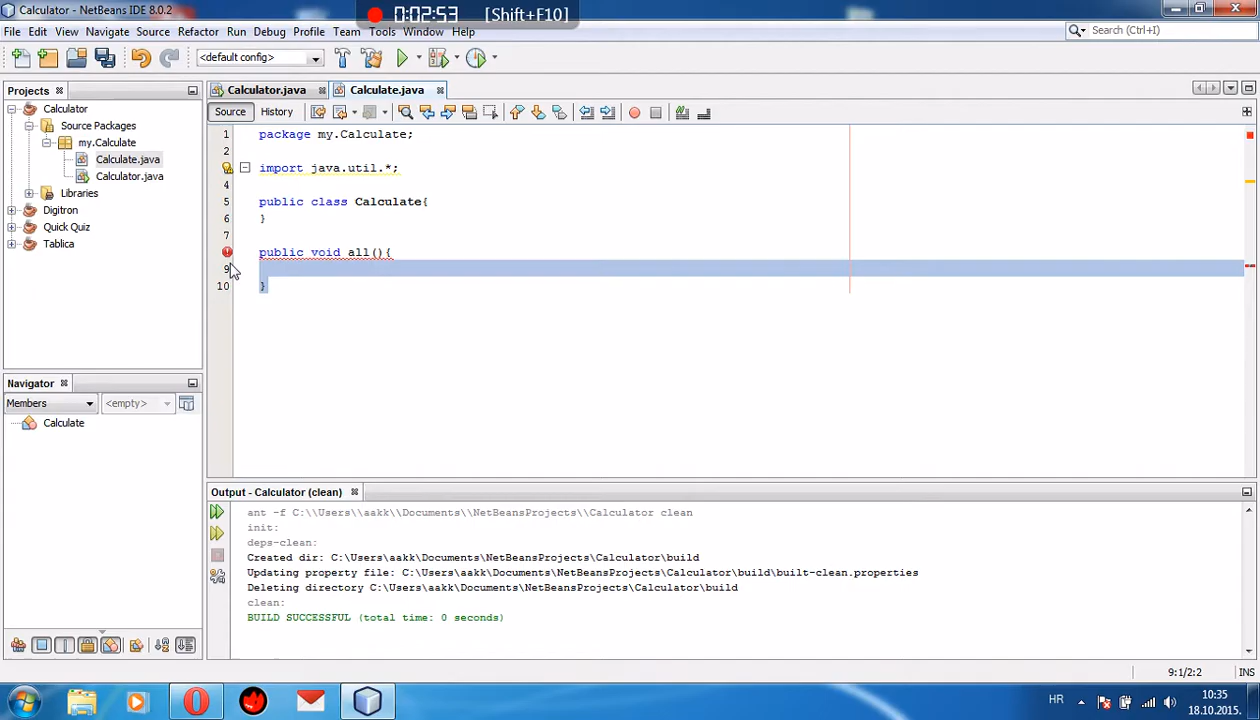 Calculator - NetBeans IDE 8.0.2
0:02:53 [Shift+F10]
File Edit View Navigate Source Refactor Run Debug Profile Team Tools Window Help
Search (Ctrl+I)
<default config>
Projects
Calculator.java
Calculate.java
Calculator
Source Packages
my.Calculate
Calculate.java
Calculator.java
Libraries
Digitron
Quick Quiz
Tablica
Source
History
1 package my.Calculate;
2
import java.util.*;
4
5 public class Calculate{
6 }
7
public void all(){
9
10 }
Navigator
Members
<empty>
Calculate
Output - Calculator (clean)
ant -f C:\\Users\\aakk\\Documents\\NetBeansProjects\\Calculator clean
init:
deps-clean:
Created dir: C:\Users\aakk\Documents\NetBeansProjects\Calculator\build
Updating property file: C:\Users\aakk\Documents\NetBeansProjects\Calculator\build\built-clean.properties
Deleting directory C:\Users\aakk\Documents\NetBeansProjects\Calculator\build
clean:
BUILD SUCCESSFUL (total time: 0 seconds)
9:1/2:2
INS
HR
10:35
18.10.2015.